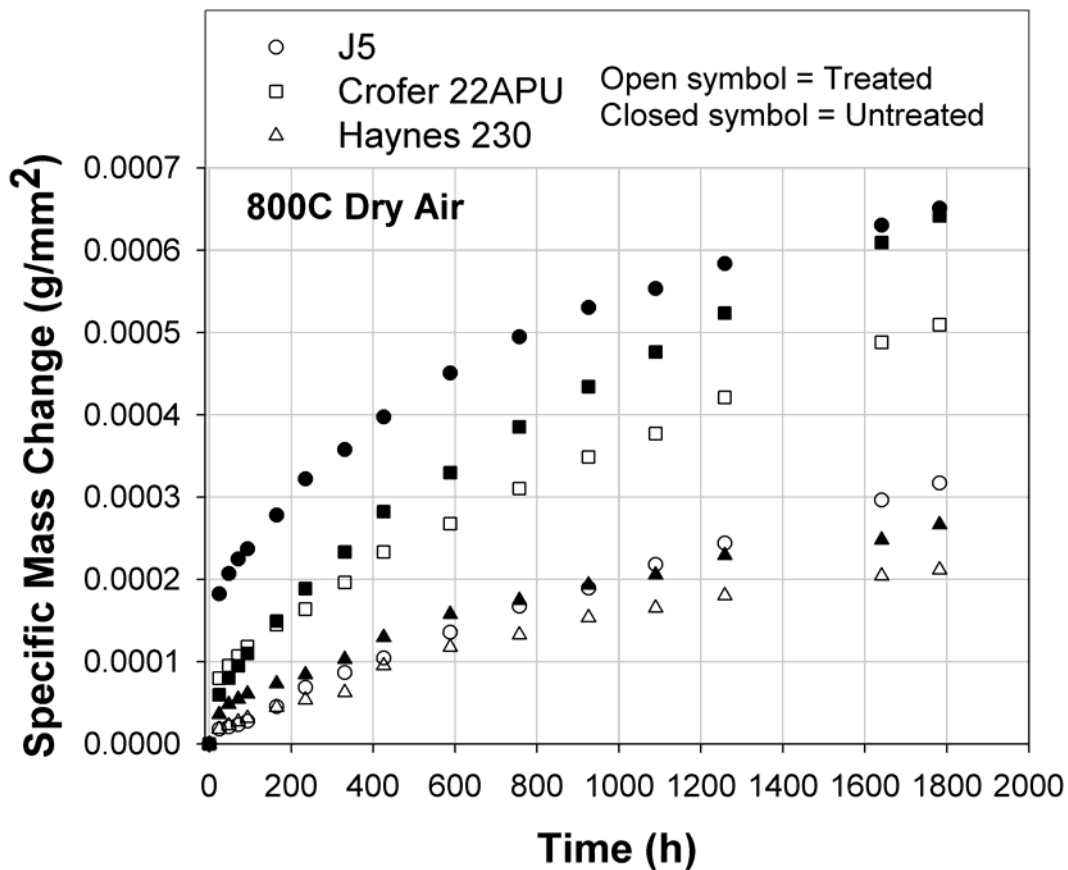 J5
Crofer 22APU
Haynes 230
Open symbol = Treated
Closed symbol = Untreated
800C Dry Air
Specific Mass Change (g/mm²)
0.0007
0.0006
0.0005
0.0004
0.0003
0.0002
0.0001
0.0000
0 200 400 600 800 1000 1200 1400 1600 1800 2000
Time (h)